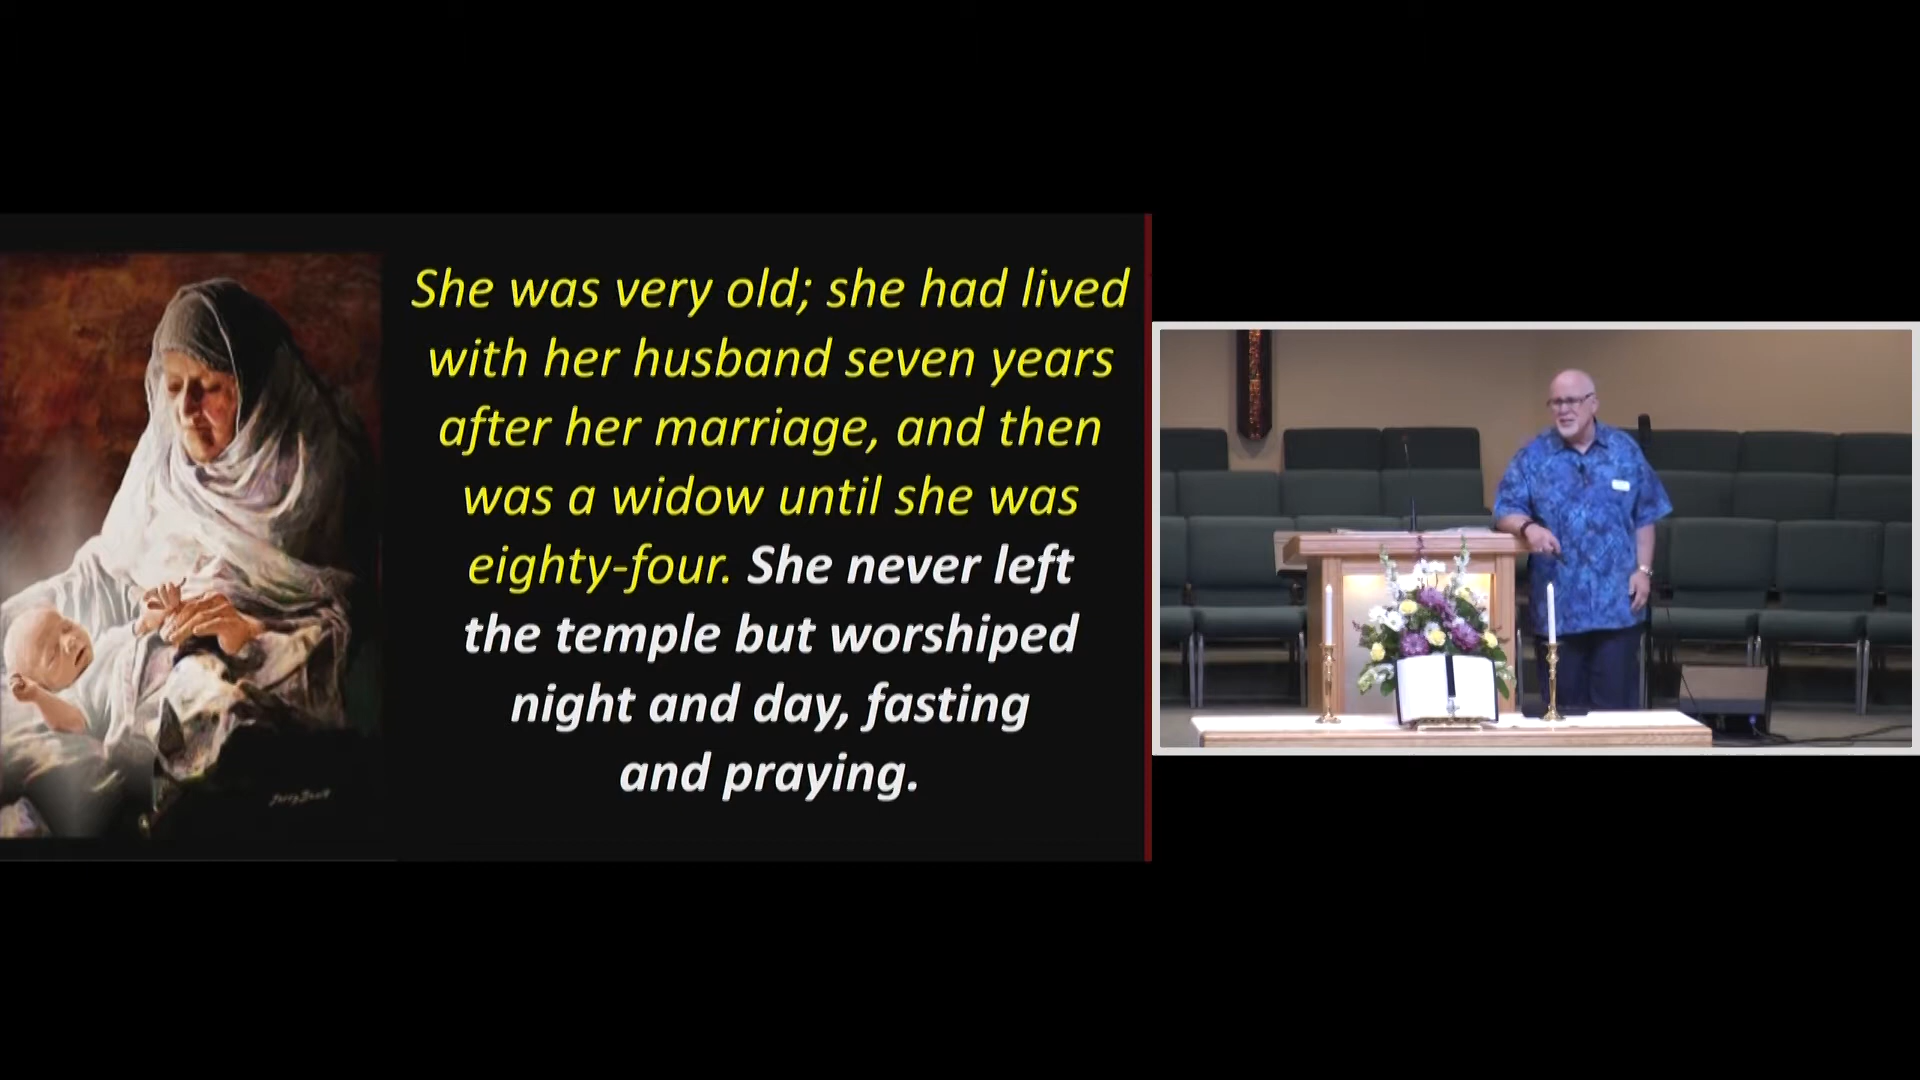 She was very old; she had lived
with her husband seven years
after her marriage, and then
was a widow until she was
eighty-four. She never left
the temple but worshiped
night and day, fasting
and praying.